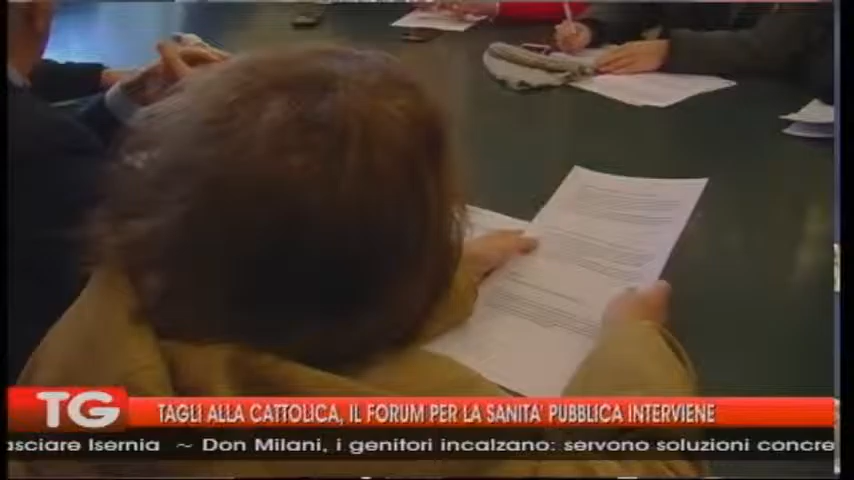 TG
TAGLI ALLA CATTOLICA, IL FORUM PER LA SANITA' PUBBLICA INTERVIENE
asciare Isernia ~ Don Milani, i genitori incalzano: servono soluzioni concre